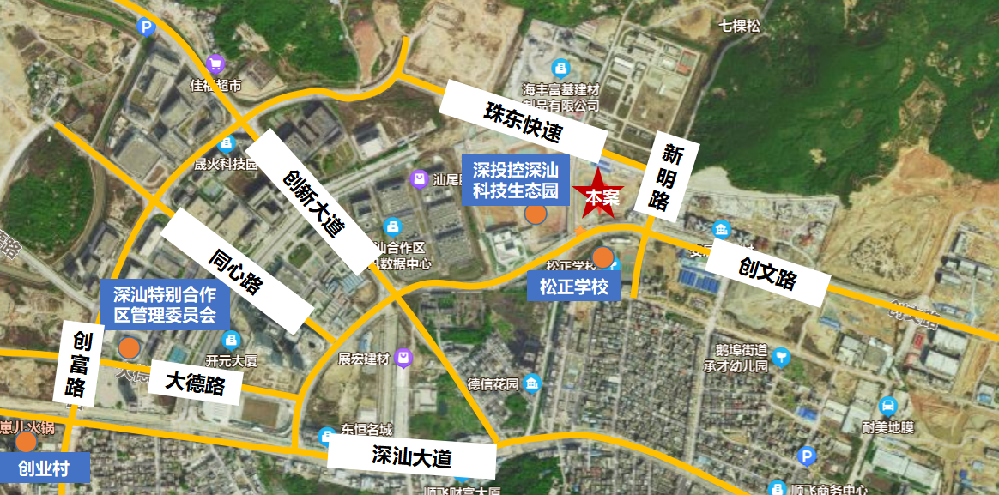 七棵松
P
佳福超市
海丰富基建材
制品有限公司
珠东快速
新明路
晟火科技园
深投控深汕
科技生态园
本案
汕尾
创新大道
汕合作区
数据中心
同心路
松正学校
松正学校
创文路
深汕特别合作
区管理委员会
创富路
开元大厦
展宏建材
大德路
德信花园
鹅埠街道
承才幼儿园
耐美地膜
东恒名城
深汕大道
崽儿火锅
创业村
P
顺飞财富大厦
顺飞商务中心